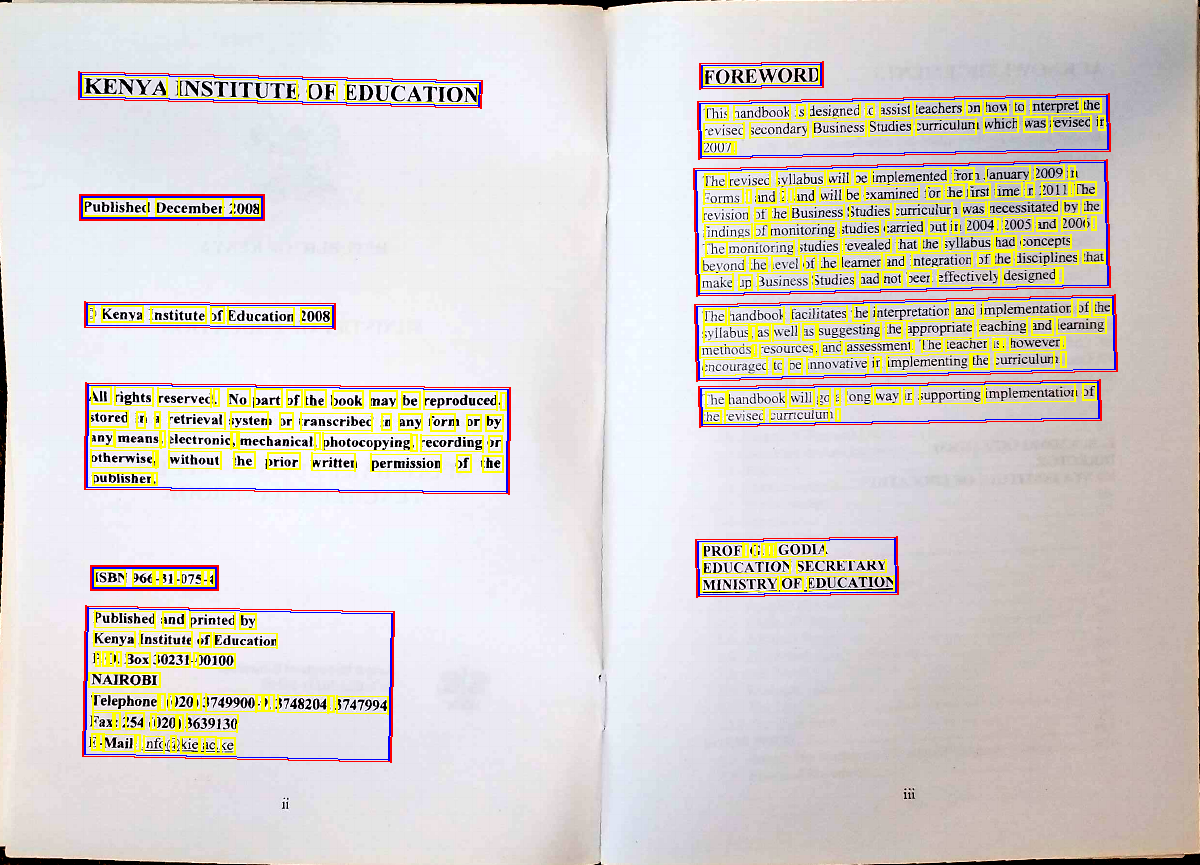 KENYA INSTITUTE OF EDUCATION
Published December 2008
© Kenya Institute of Education 2008
All rights reserved. No part of the book may be reproduced,
stored in a retrieval system or transcribed in any form or by
any means, electronic, mechanical, photocopying, recording or
otherwise, without the prior written permission of the
publisher.
ISBN 966-31-075-4
Published and printed by
Kenya Institute of Education
P. O. Box 30231-00100
NAIROBI
Telephone (020) 3749900-9, 3748204, 3747994
Fax: 254 (020) 3639130
E-Mail: info@kie.ac.ke
ii
FOREWORD
This handbook is designed to assist teachers on how to interpret the
revised secondary Business Studies curriculum which was revised in
2007.
The revised syllabus will be implemented from January 2009 in
Forms 1 and 2, and will be examined for the first time in 2011. The
revision of the Business Studies curriculum was necessitated by the
findings of monitoring studies carried out in 2004, 2005 and 2006.
The monitoring studies revealed that the syllabus had concepts
beyond the level of the learner and integration of the disciplines that
make up Business Studies had not been effectively designed.
The handbook facilitates the interpretation and implementation of the
syllabus, as well as suggesting the appropriate teaching and learning
methods, resources, and assessment. The teacher is, however,
encouraged to be innovative in implementing the curriculum.
The handbook will go a long way in supporting implementation of
the revised curriculum.
PROF. G. GODIA
EDUCATION SECRETARY
MINISTRY OF EDUCATION
iii